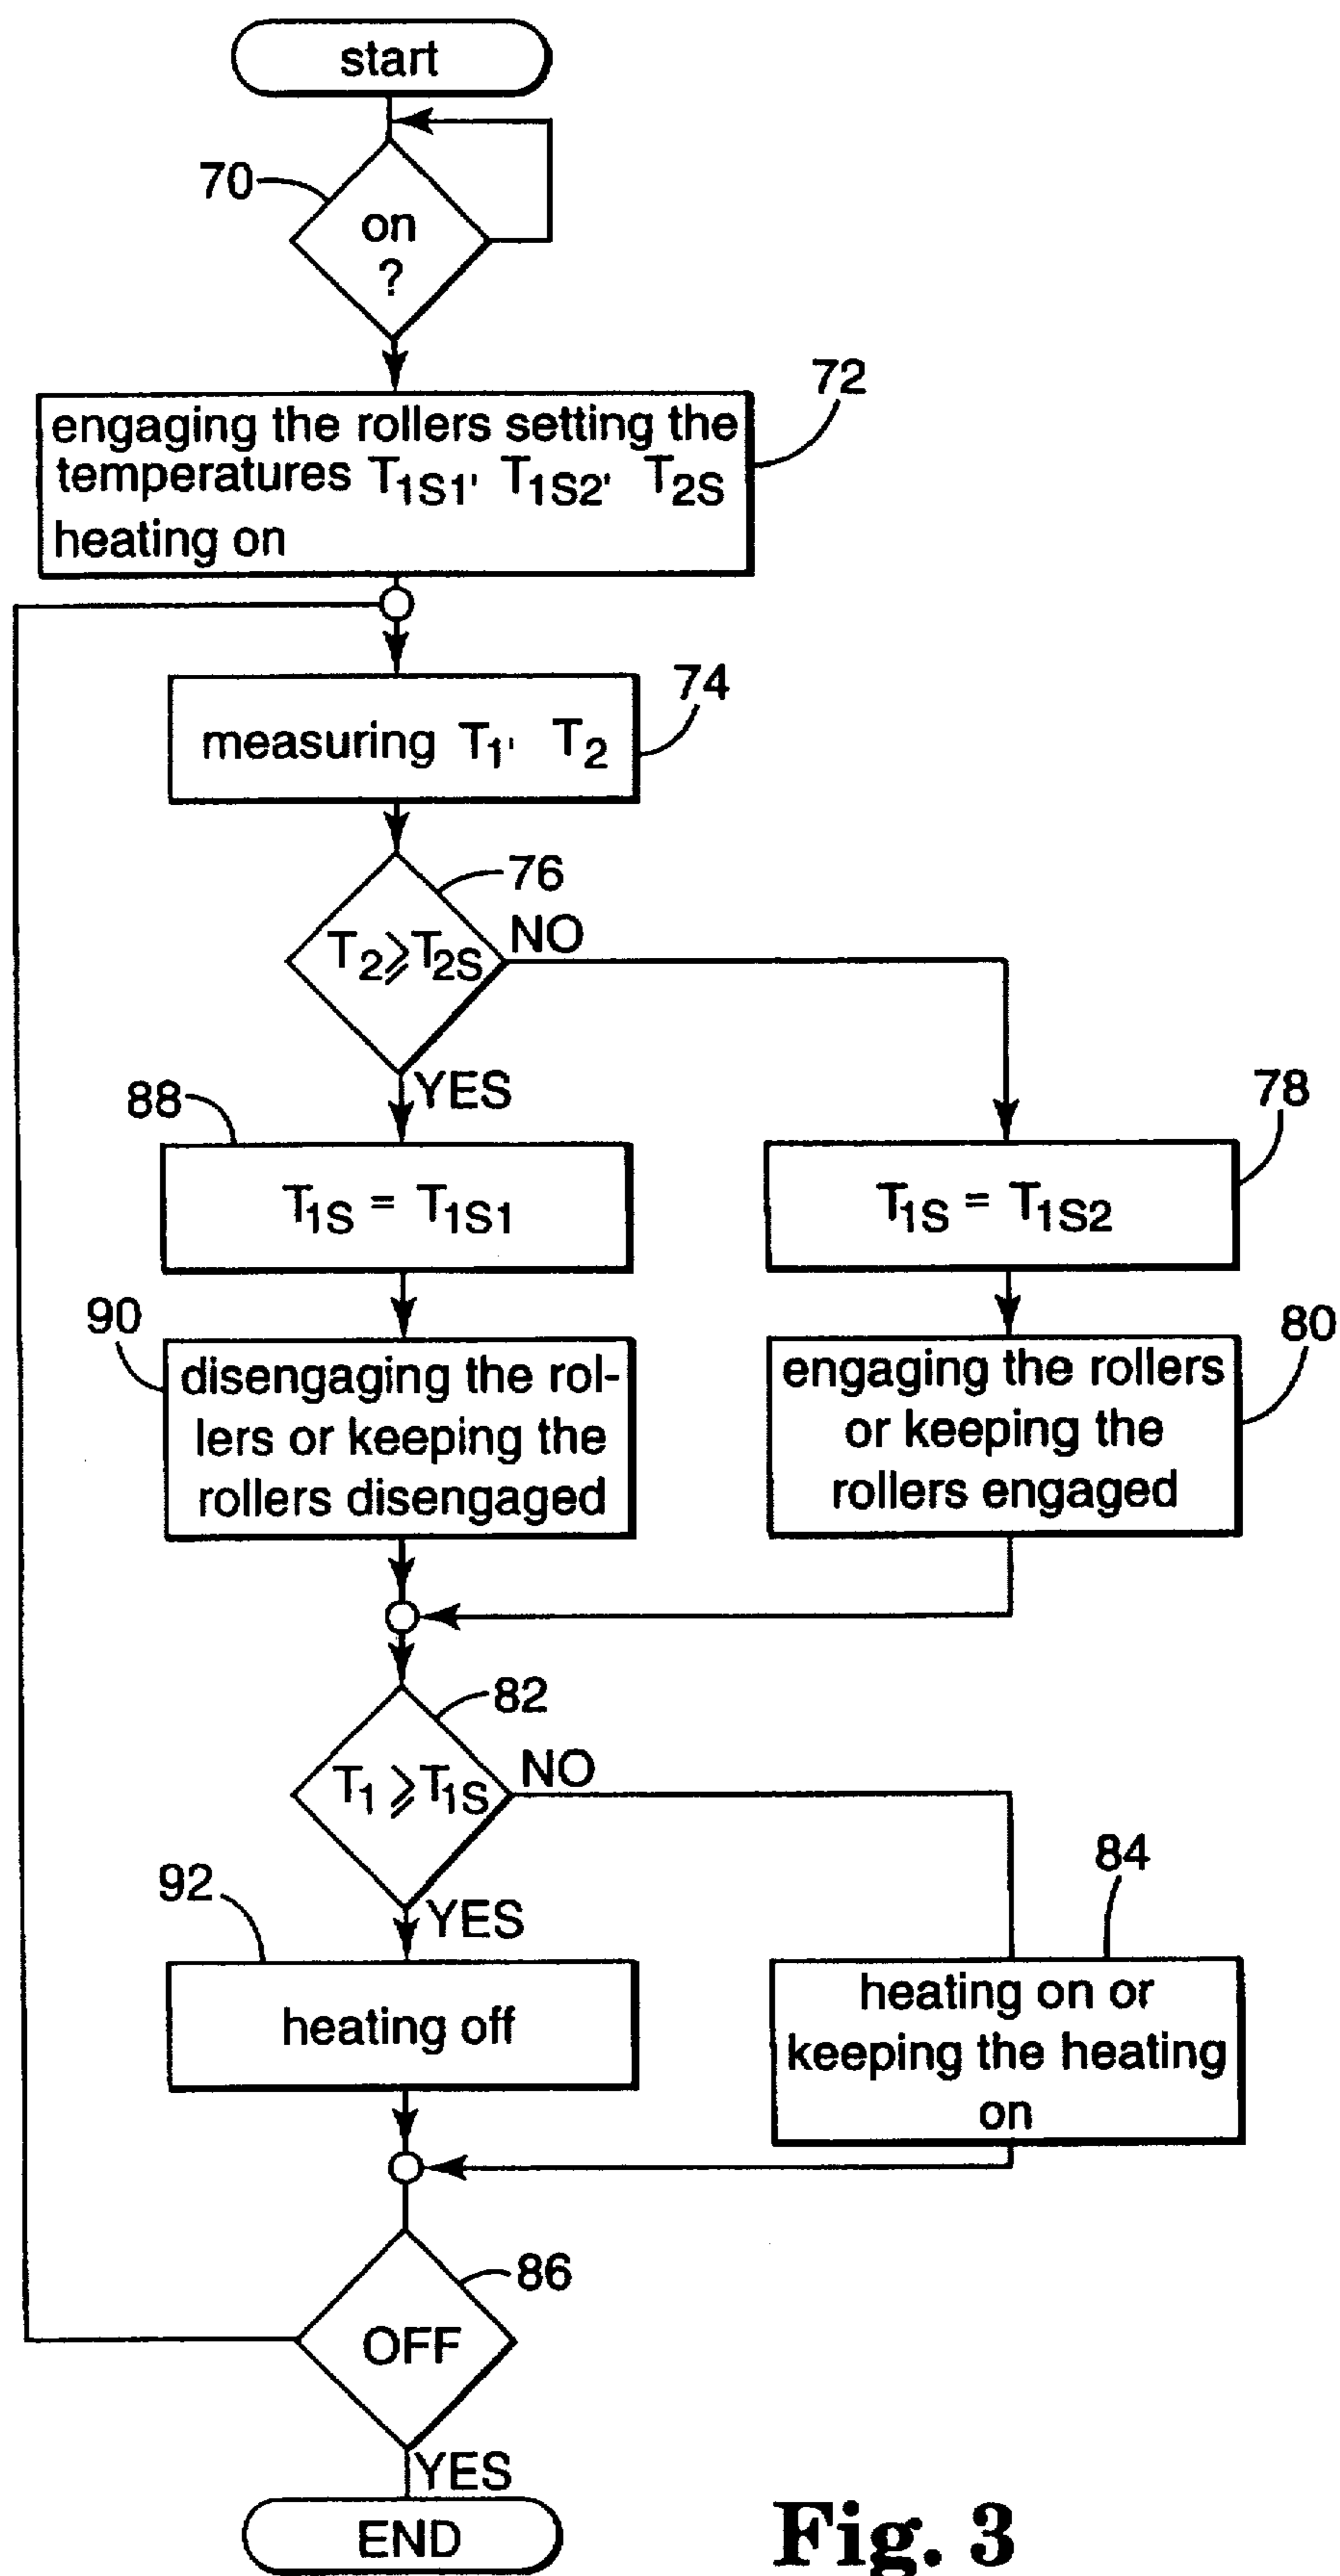 start
70
on
?
72
engaging the rollers setting the
temperatures T1S1, T1S2, T2S
heating on
74
measuring T1, T2
76
T2⩾T2S
NO
YES
88
78
T1S = T1S1
T1S = T1S2
90
80
disengaging the rol-
lers or keeping the
rollers disengaged
engaging the rollers
or keeping the
rollers engaged
82
T1⩾T1S
NO
YES
92
84
heating off
heating on or
keeping the heating
on
86
OFF
YES
END
Fig. 3